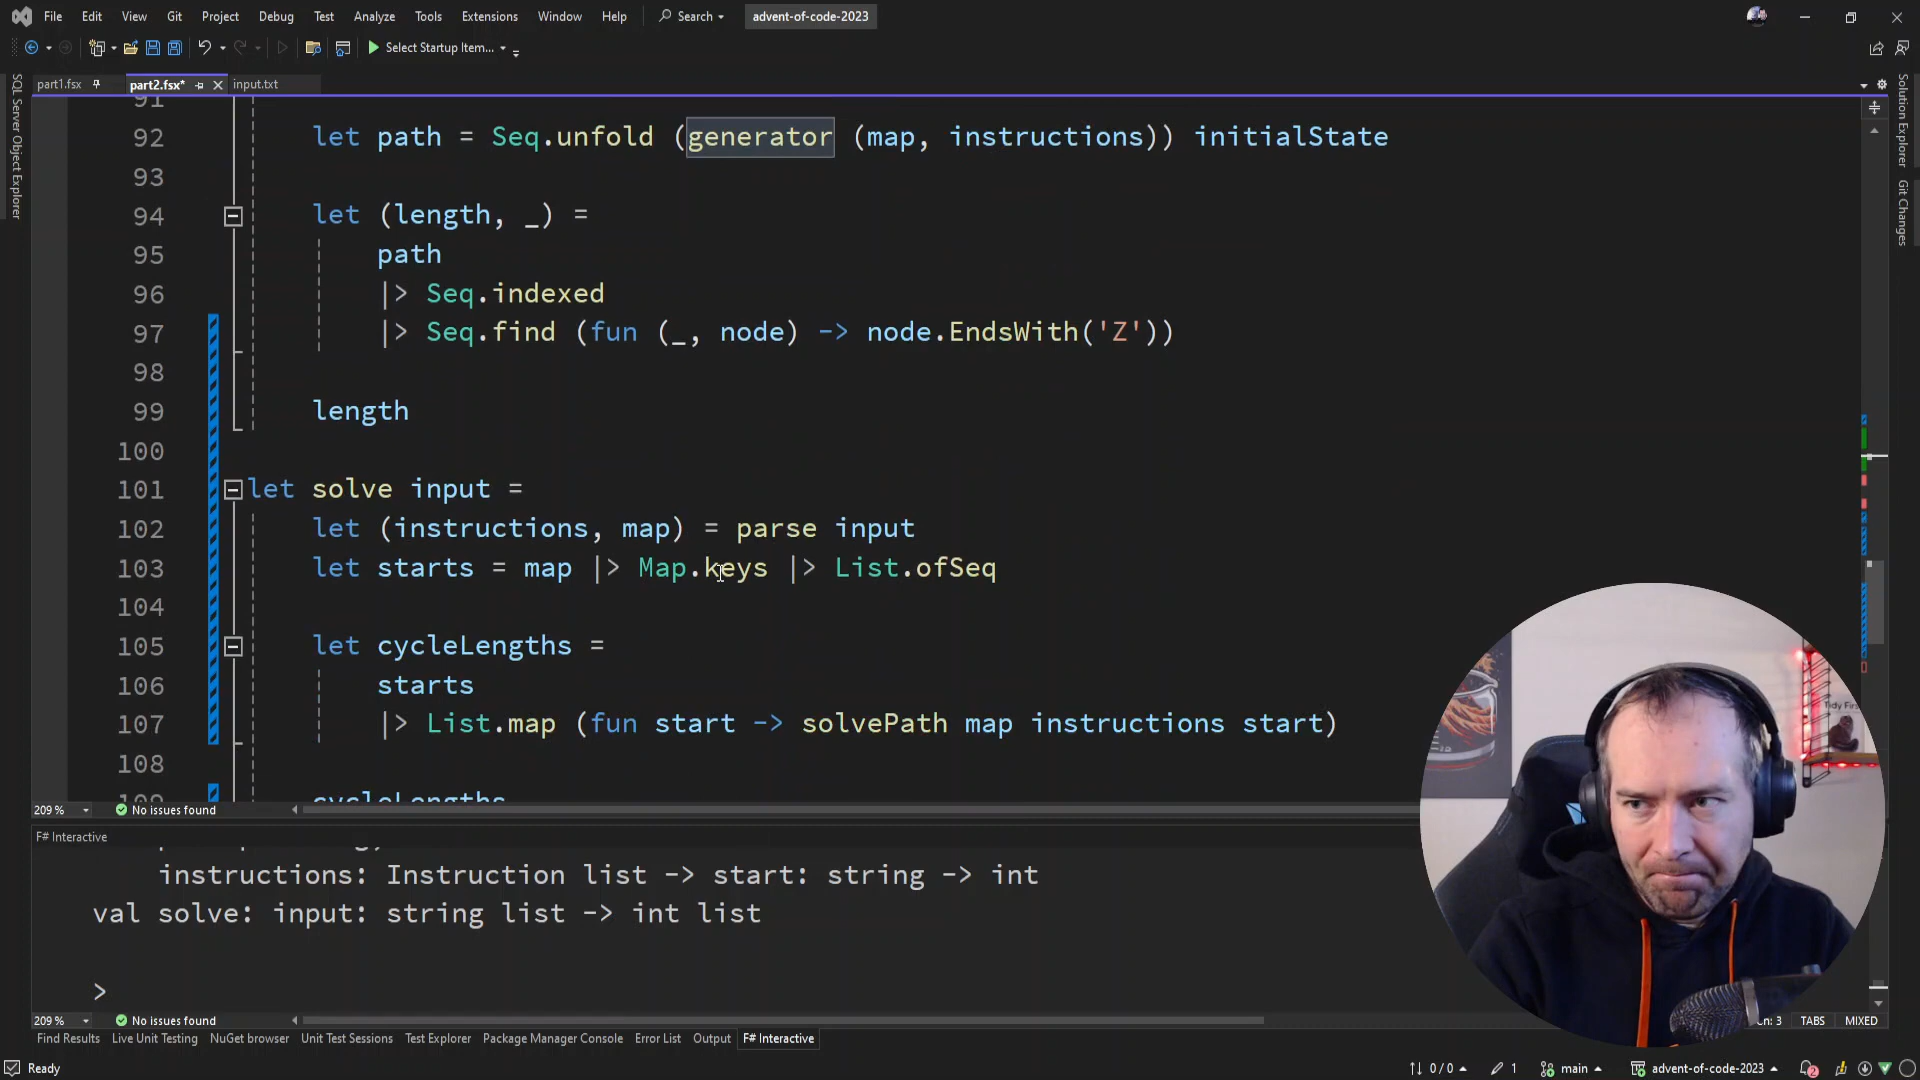 File Edit View Git Project Debug Test Analyze Tools Extensions Window Help Search advent-of-code-2023
Select Startup Item...
part1.fsx part2.fsx* input.txt
SQL Server Object Explorer
Solution Explorer
Git Changes
91
92 let path = Seq.unfold (generator (map, instructions)) initialState
93
94 let (length, _) =
95 path
96 |> Seq.indexed
97 |> Seq.find (fun (_, node) -> node.EndsWith('Z'))
98
99 length
100
101 let solve input =
102 let (instructions, map) = parse input
103 let starts = map |> Map.keys |> List.ofSeq
104
105 let cycleLengths =
106 starts
107 |> List.map (fun start -> solvePath map instructions start)
108
109 cycleLengths
209 % No issues found
F# Interactive
instructions: Instruction list -> start: string -> int
val solve: input: string list -> int list
>
209 % No issues found Ln: 3 TABS MIXED
Find Results Live Unit Testing NuGet browser Unit Test Sessions Test Explorer Package Manager Console Error List Output F# Interactive
Ready 0 / 0 1 main advent-of-code-2023 2
Tidy First